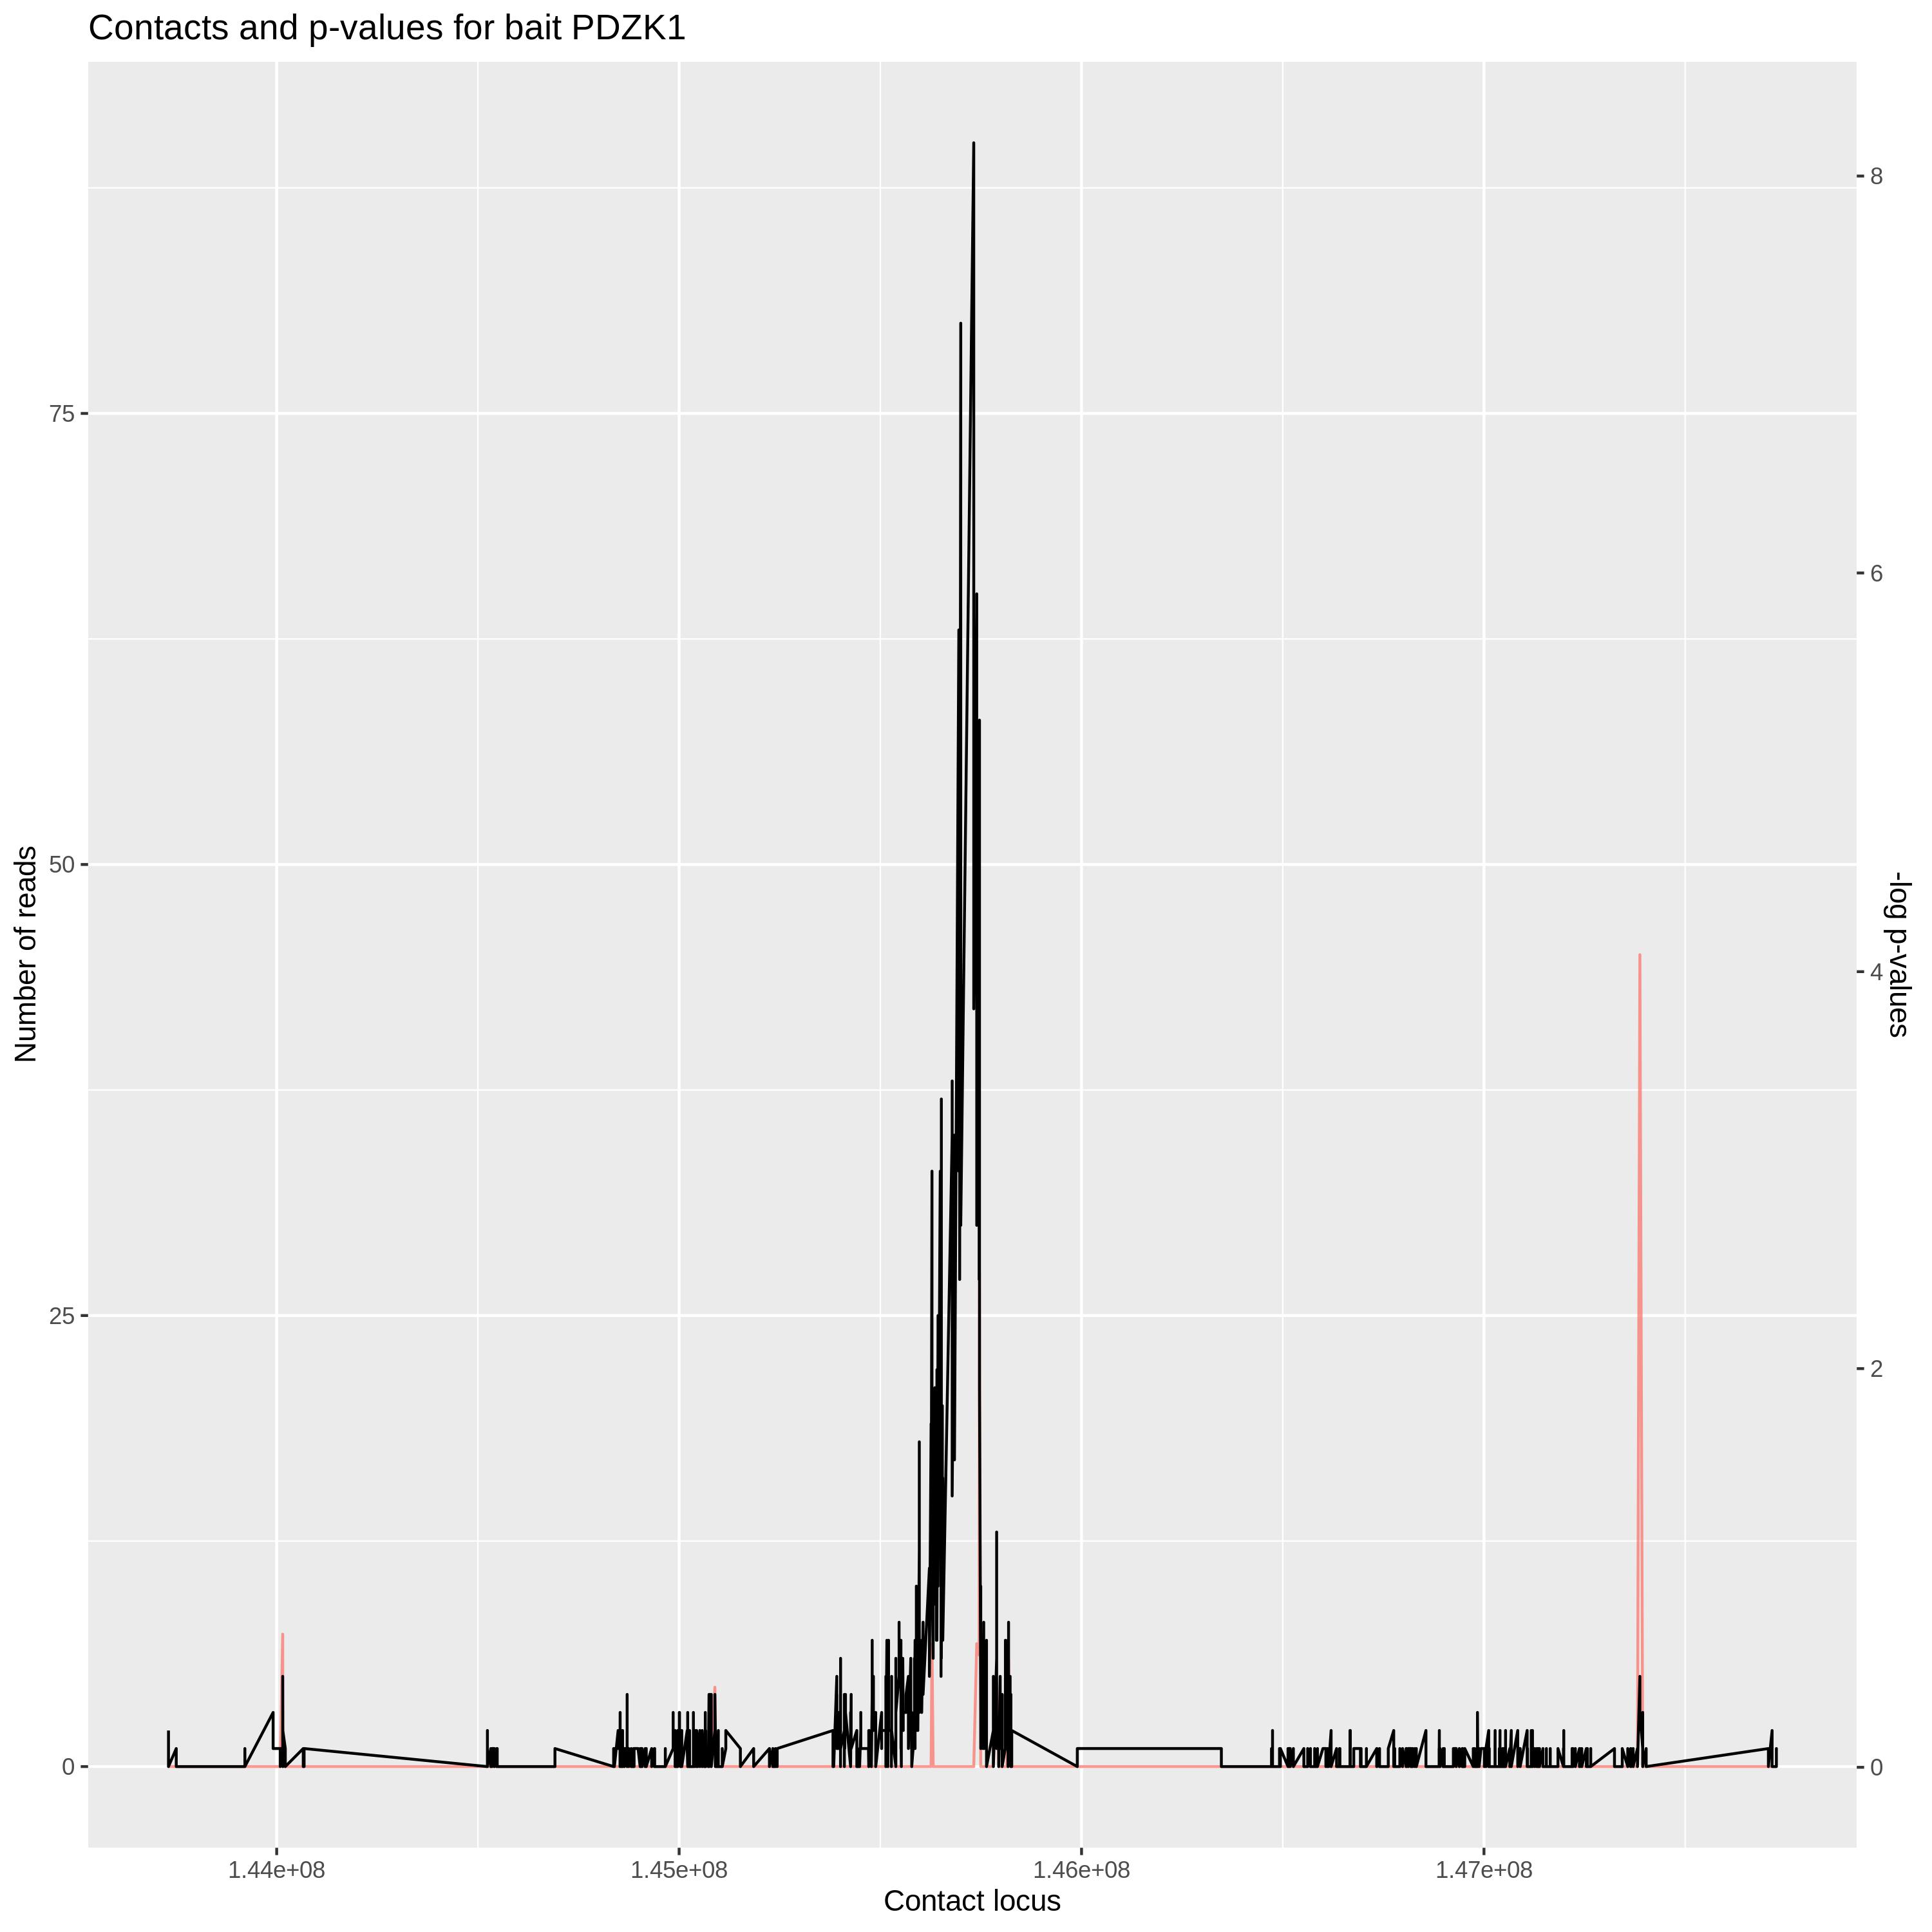 Contacts and p-values for bait PDZK1
Number of reads
75
50
25
0
8
6
4
2
0
-log p-values
1.44e+08
1.45e+08
1.46e+08
1.47e+08
Contact locus